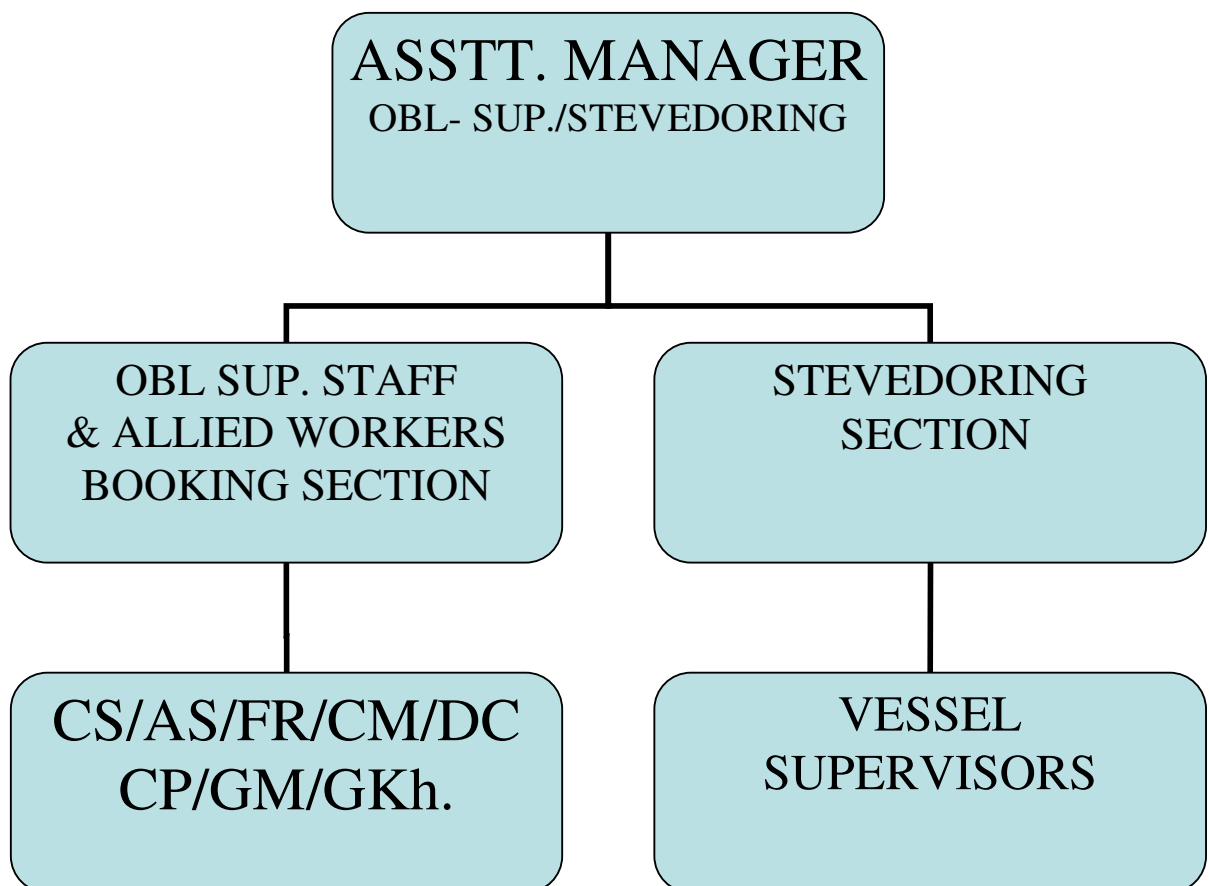 ASSTT. MANAGER
OBL- SUP./STEVEDORING
OBL SUP. STAFF
& ALLIED WORKERS
BOOKING SECTION
STEVEDORING
SECTION
CS/AS/FR/CM/DC
CP/GM/GKh.
VESSEL
SUPERVISORS